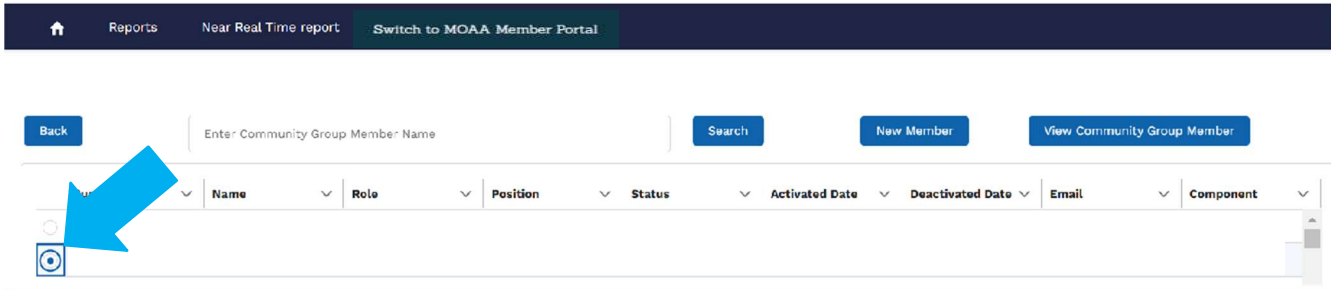 Reports Near Real Time report Switch to MOAA Member Portal
Back Enter Community Group Member Name Search New Member View Community Group Member
Name Role Position Status Activated Date Deactivated Date Email Component